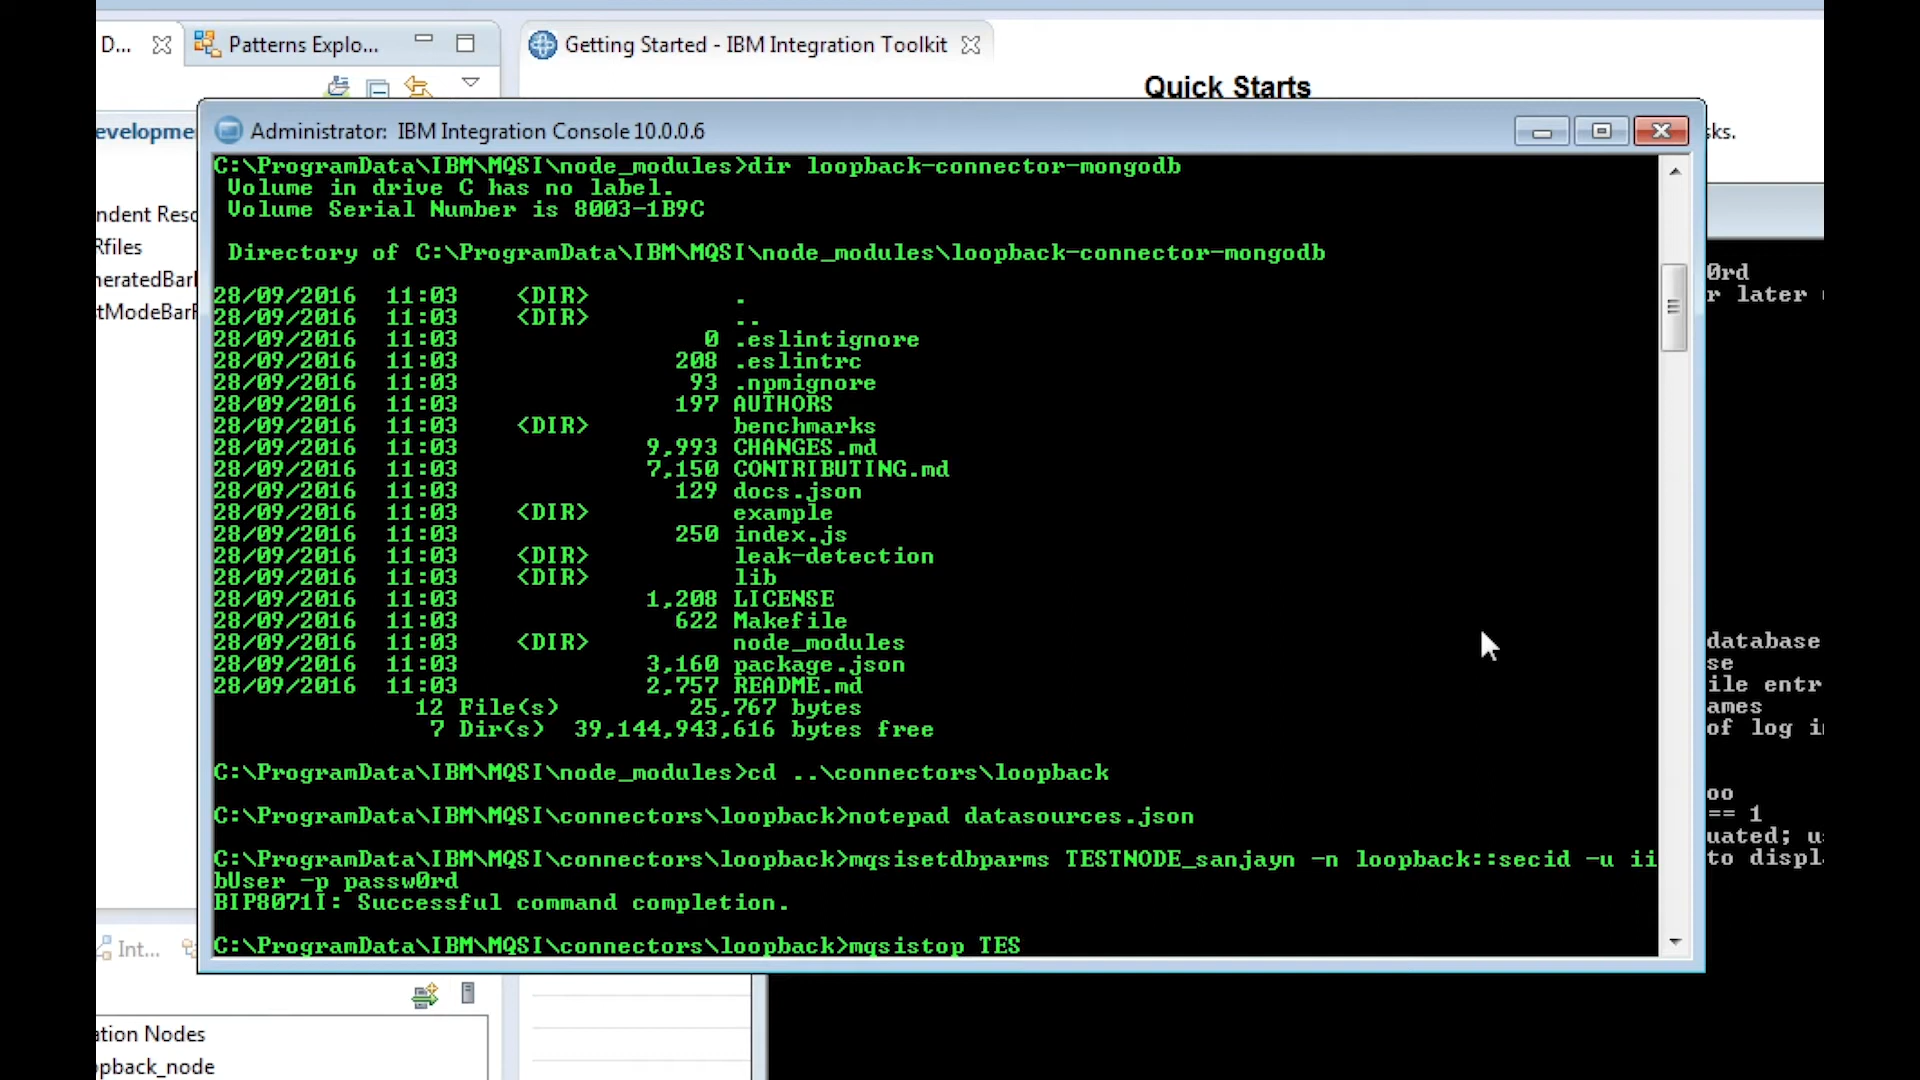 D... Patterns Explo... Getting Started - IBM Integration Toolkit
Quick Starts
evelopme
sks.
Administrator: IBM Integration Console 10.0.0.6
C:\ProgramData\IBM\MQSI\node_modules>dir loopback-connector-mongodb
Volume in drive C has no label.
Volume Serial Number is 8003-1B9C
Directory of C:\ProgramData\IBM\MQSI\node_modules\loopback-connector-mongodb
28/09/2016 11:03 <DIR> .
28/09/2016 11:03 <DIR> ..
28/09/2016 11:03 0 .eslintignore
28/09/2016 11:03 208 .eslintrc
28/09/2016 11:03 93 .npmignore
28/09/2016 11:03 197 AUTHORS
28/09/2016 11:03 <DIR> benchmarks
28/09/2016 11:03 9,993 CHANGES.md
28/09/2016 11:03 7,150 CONTRIBUTING.md
28/09/2016 11:03 129 docs.json
28/09/2016 11:03 <DIR> example
28/09/2016 11:03 250 index.js
28/09/2016 11:03 <DIR> leak-detection
28/09/2016 11:03 <DIR> lib
28/09/2016 11:03 1,208 LICENSE
28/09/2016 11:03 622 Makefile
28/09/2016 11:03 <DIR> node_modules
28/09/2016 11:03 3,160 package.json
28/09/2016 11:03 2,757 README.md
12 File(s) 25,767 bytes
7 Dir(s) 39,144,943,616 bytes free
C:\ProgramData\IBM\MQSI\node_modules>cd ..\connectors\loopback
C:\ProgramData\IBM\MQSI\connectors\loopback>notepad datasources.json
C:\ProgramData\IBM\MQSI\connectors\loopback>mqsisetdbparms TESTNODE_sanjayn -n loopback::secid -u ii
bUser -p passw0rd
BIP8071I: Successful command completion.
C:\ProgramData\IBM\MQSI\connectors\loopback>mqsistop TES
ndent Reso
Rfiles
neratedBarF
tModeBarF
0rd
r later
database
se
ile entr
ames
of log i
oo
== 1
uated; u
to displ
Int...
ation Nodes
opback_node